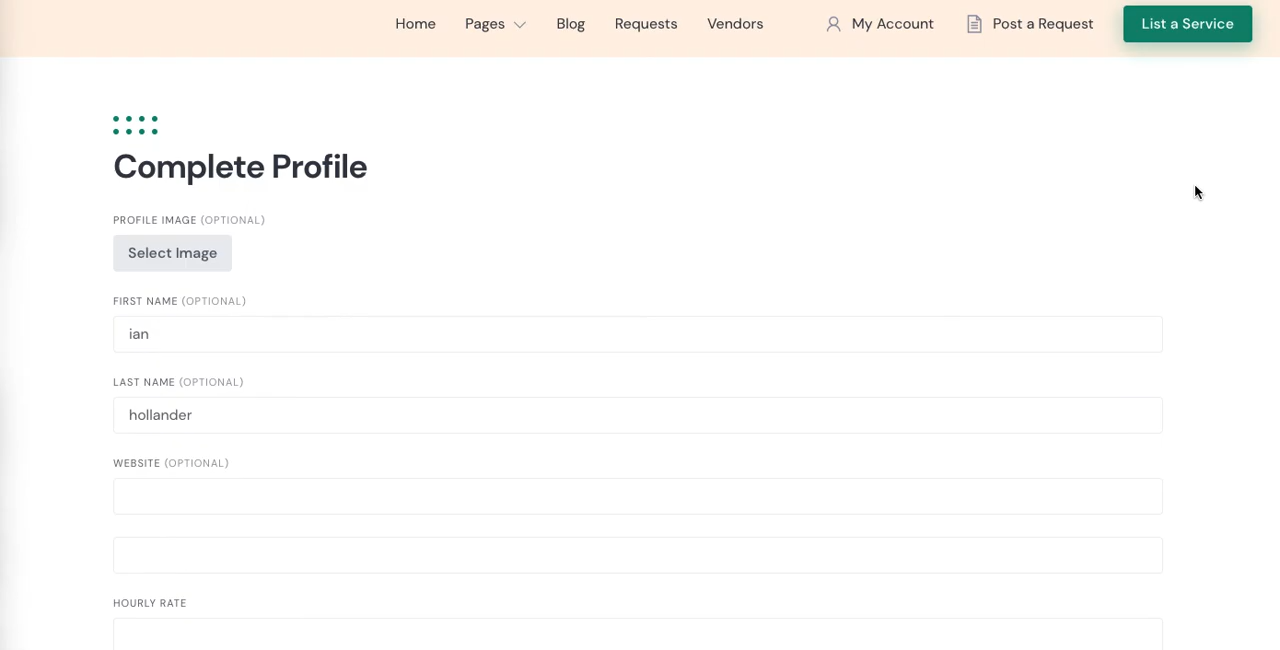 Home Pages Blog Requests Vendors My Account Post a Request List a Service
Complete Profile
PROFILE IMAGE (OPTIONAL)
Select Image
FIRST NAME (OPTIONAL)
ian
LAST NAME (OPTIONAL)
hollander
WEBSITE (OPTIONAL)
HOURLY RATE